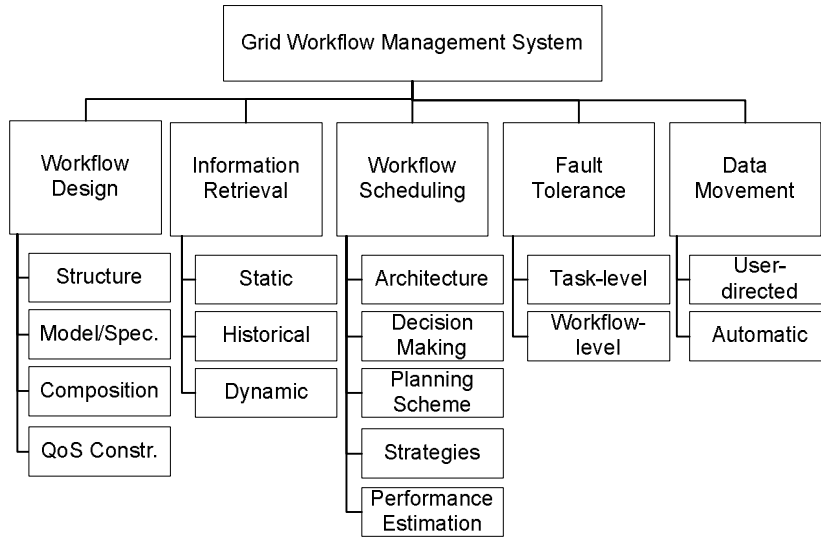 Grid Workflow Management System
Workflow
Design
Information
Retrieval
Workflow
Scheduling
Fault
Tolerance
Data
Movement
Structure
Model/Spec.
Composition
QoS Constr.
Static
Historical
Dynamic
Architecture
Decision
Making
Planning
Scheme
Strategies
Performance
Estimation
Task-level
Workflow-
level
User-
directed
Automatic